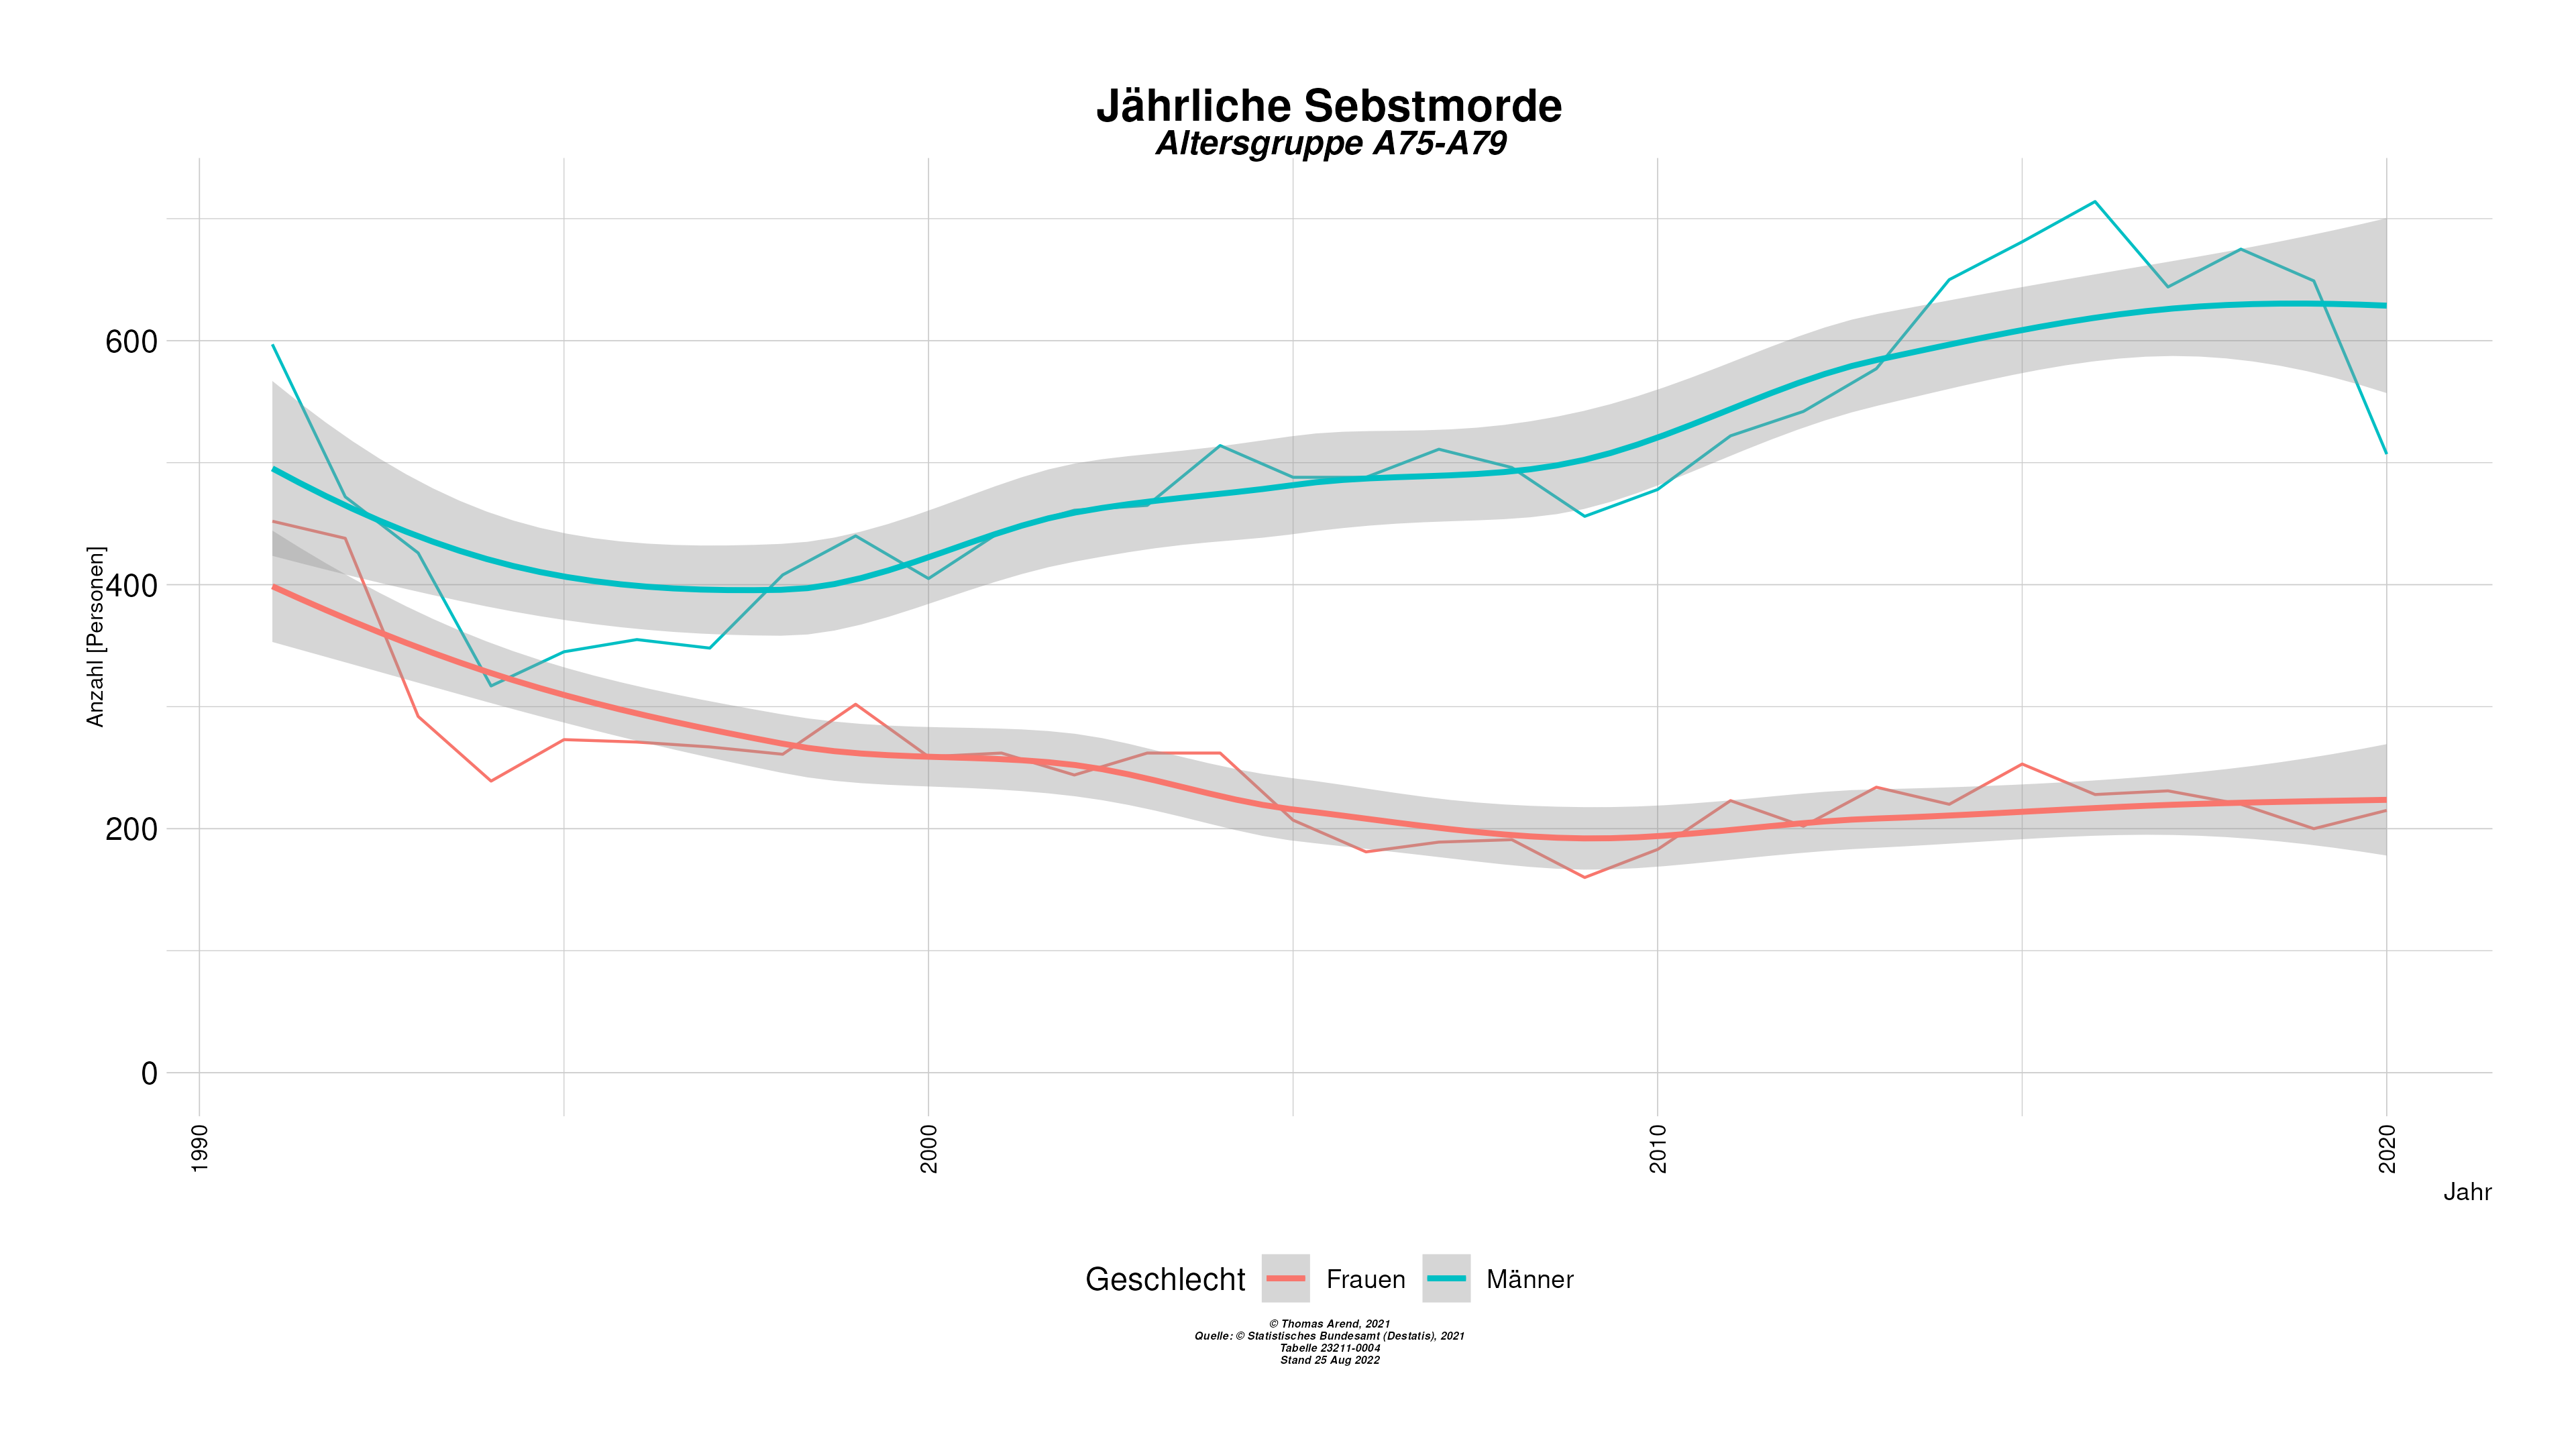 Jährliche Sebstmorde
Altersgruppe A75-A79
Anzahl [Personen]
600
400
200
0
1990
2000
2010
2020
Jahr
Geschlecht Frauen Männer
© Thomas Arend, 2021
Quelle: © Statistisches Bundesamt (Destatis), 2021
Tabelle 23211-0004
Stand 25 Aug 2022